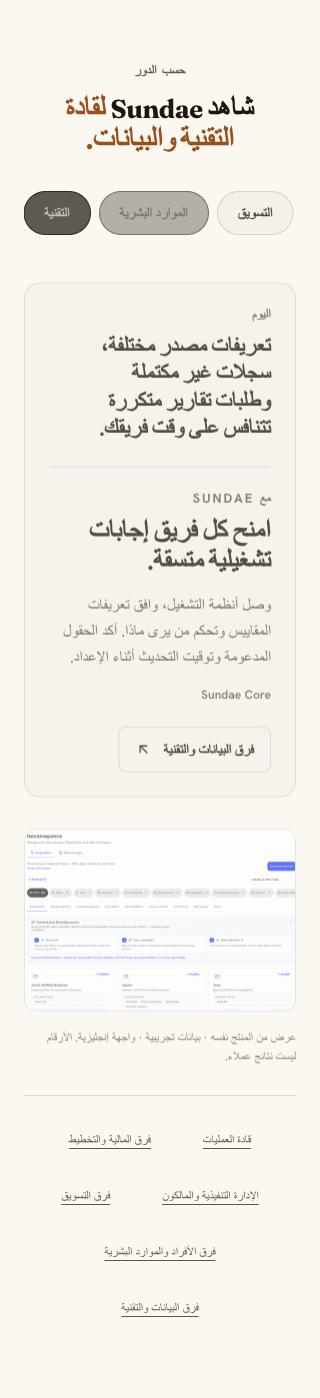 حسب الدور
شاهد Sundae لقادة
التقنية والبيانات.
التسويق
الموارد البشرية
التقنية
اليوم
تعريفات مصدر مختلفة،
سجلات غير مكتملة
وطلبات تقارير متكررة
تتنافس على وقت فريقك.
مع SUNDAE
امنح كل فريق إجابات
تشغيلية متسقة.
وصل أنظمة التشغيل، وافق تعريفات
المقاييس وتحكم من يرى ماذا. أكد الحقول
المدعومة وتوقيت التحديث أثناء الإعداد.
Sundae Core
فرق البيانات والتقنية
Data & Integrations
عرض من المنتج نفسه · بيانات تجريبية · واجهة إنجليزية. الأرقام
ليست نتائج عملاء.
قادة العمليات
فرق المالية والتخطيط
الإدارة التنفيذية والمالكون
فرق التسويق
فرق الأفراد والموارد البشرية
فرق البيانات والتقنية